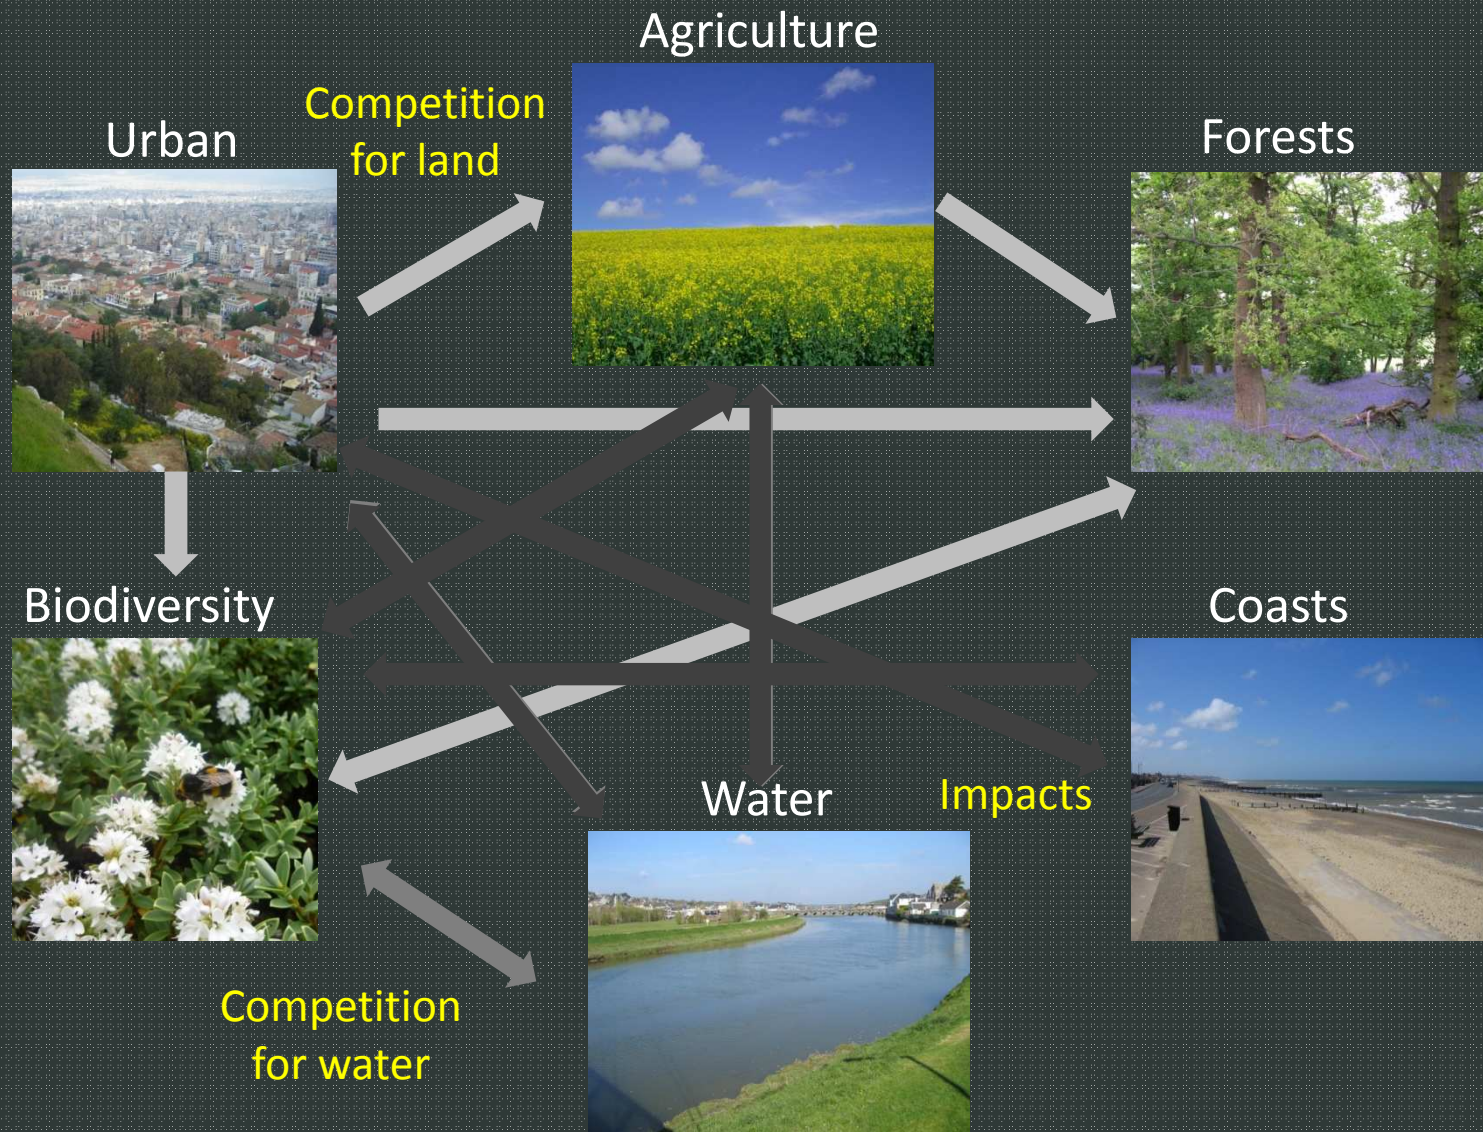 Agriculture
Competition
for land
Urban
Forests
Biodiversity
Coasts
Water
Impacts
Competition
for water